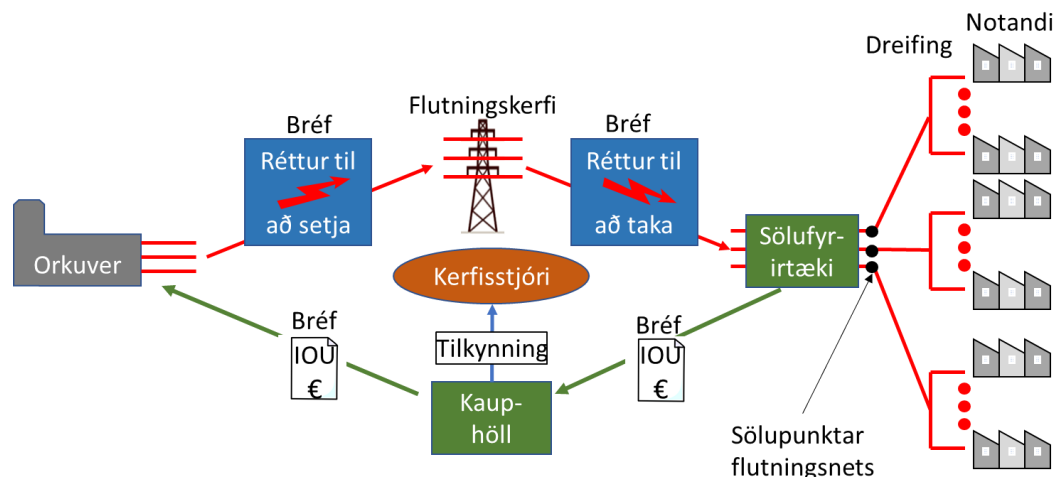 Notandi
Dreifing
Flutningskerfi
Bréf
Réttur til
að setja
Bréf
Réttur til
að taka
Orkuver
Sölufyr-
irtæki
Kerfisstjóri
Bréf
IOU
€
Tilkynning
Bréf
IOU
€
Kaup-
höll
Sölupunktar
flutningsnets